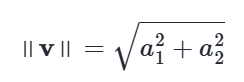 || v || = √(a₁² + a₂²)